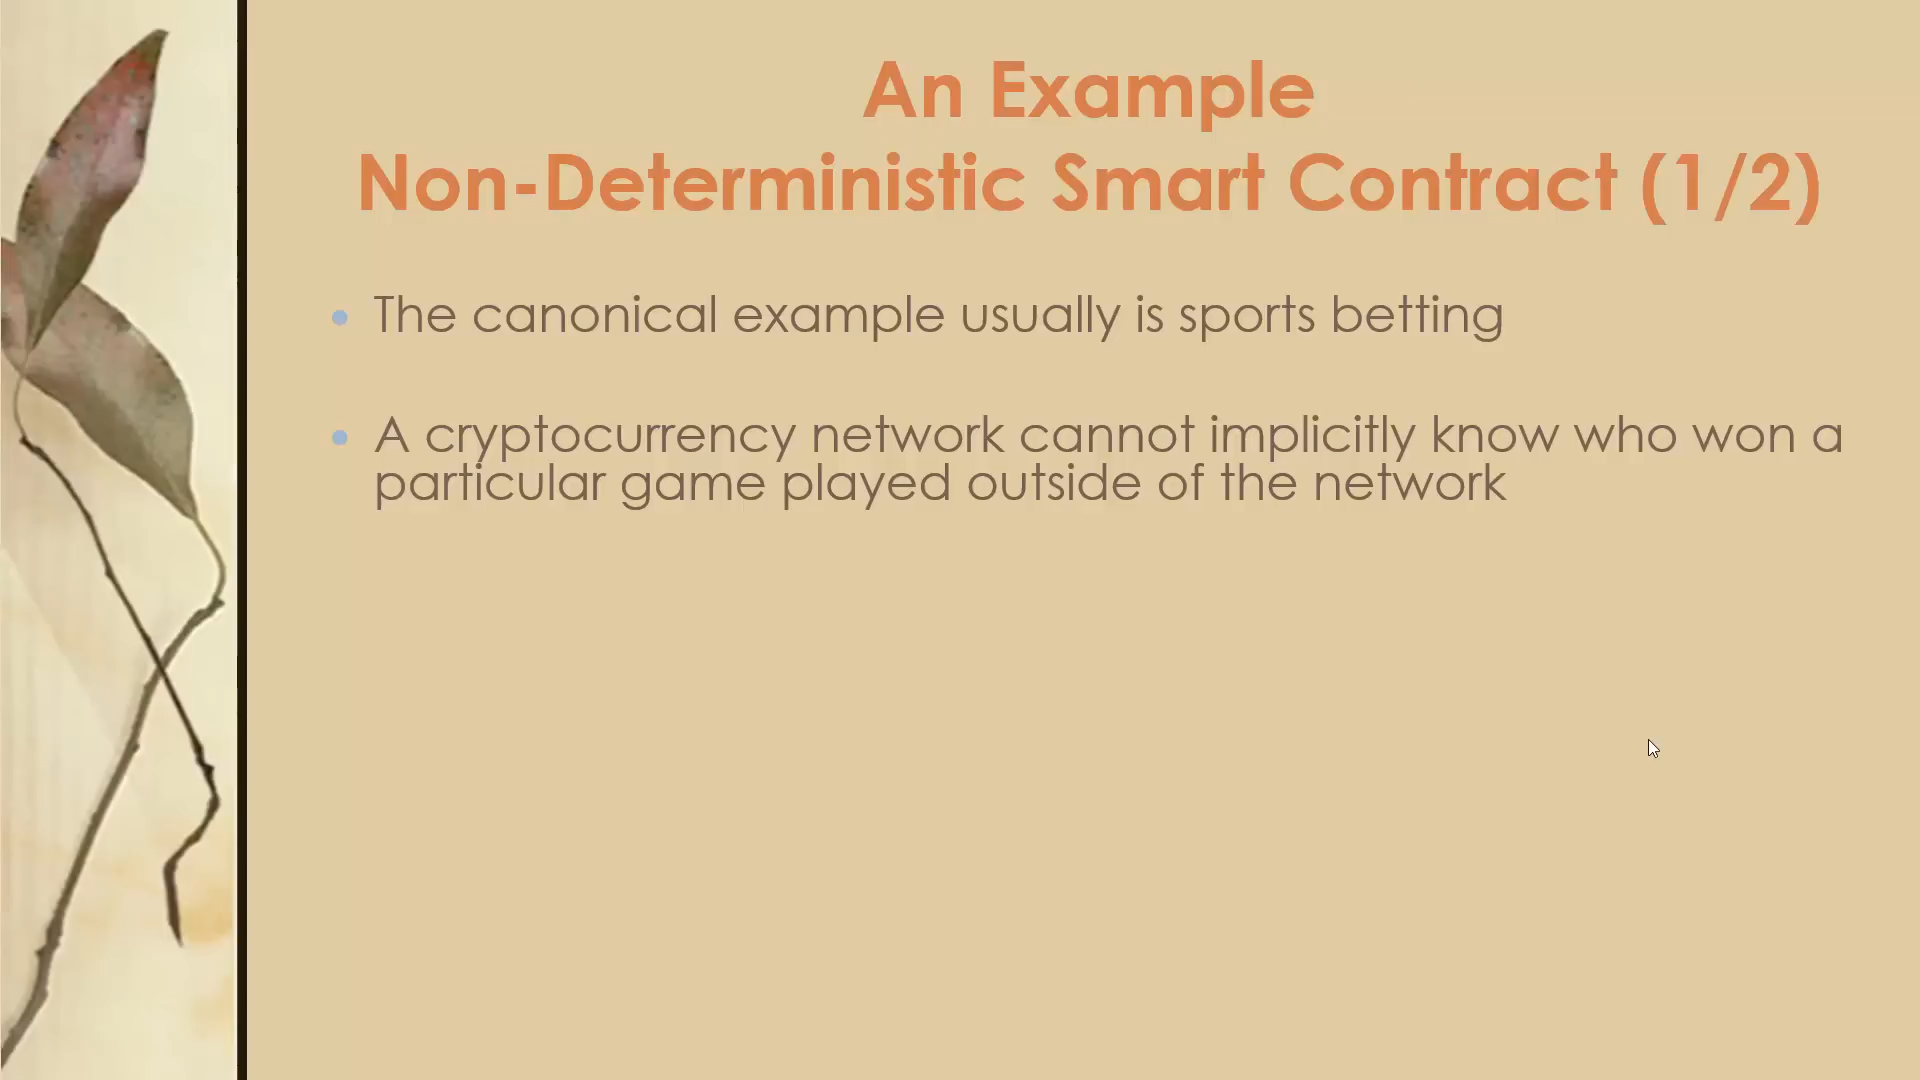 An Example
Non-Deterministic Smart Contract (1/2)
• The canonical example usually is sports betting
• A cryptocurrency network cannot implicitly know who won a
particular game played outside of the network